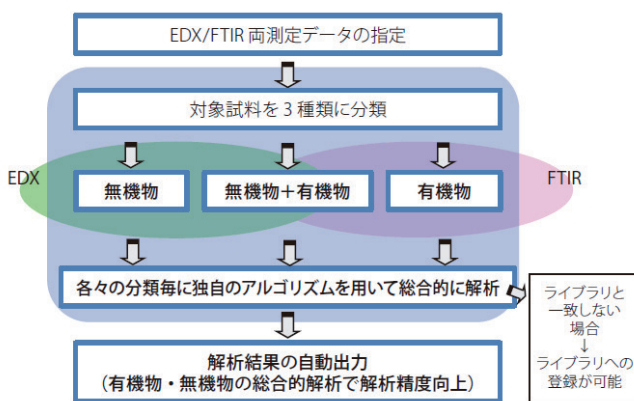 EDX/FTIR 両測定データの指定
対象試料を 3 種類に分類
EDX
FTIR
無機物
無機物＋有機物
有機物
各々の分類毎に独自のアルゴリズムを用いて総合的に解析
ライブラリと
一致しない
場合
↓
ライブラリへの
登録が可能
解析結果の自動出力
（有機物・無機物の総合的解析で解析精度向上）